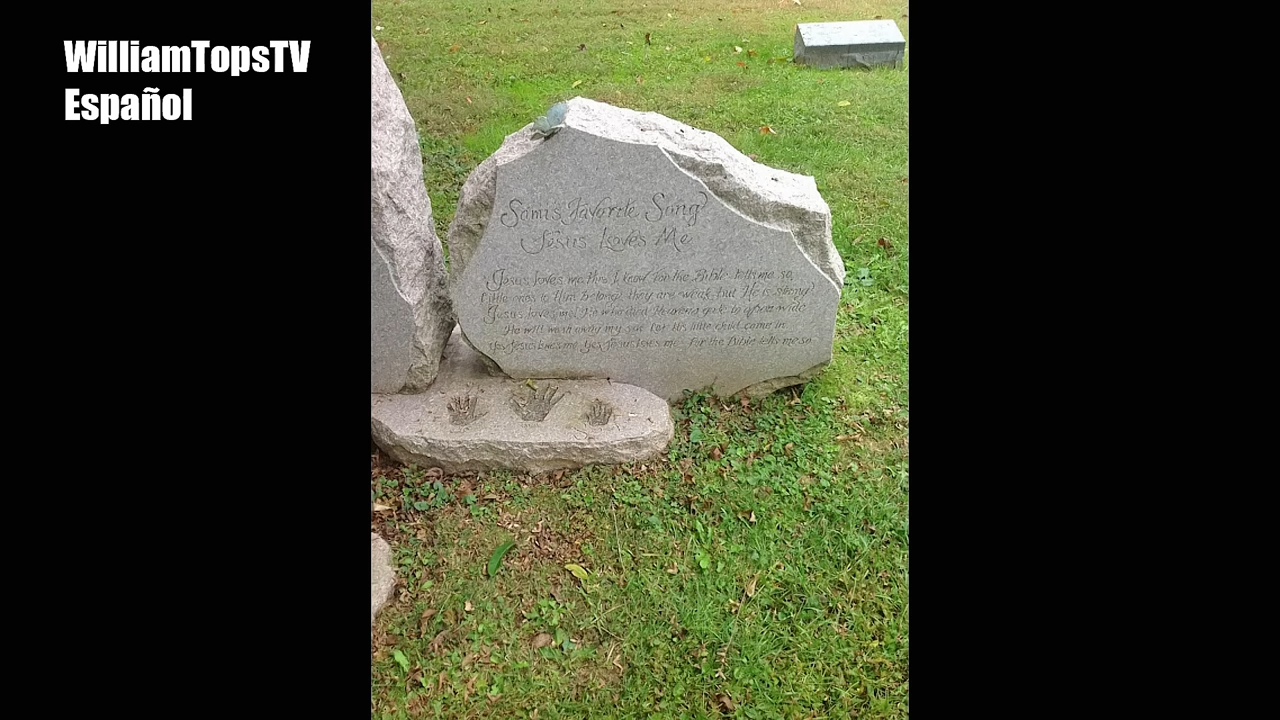 WilliamTopsTV
Español
Sam's Favorite Song
Jesus Loves Me
Jesus loves me this I know for the Bible tells me so,
Little ones to Him belong, they are weak, but He is strong
Jesus loves me! He who died Heaven's gate to open wide
He will wash away my sin Let His little child come in
Yes Jesus loves me Yes Jesus loves me For the Bible tells me so